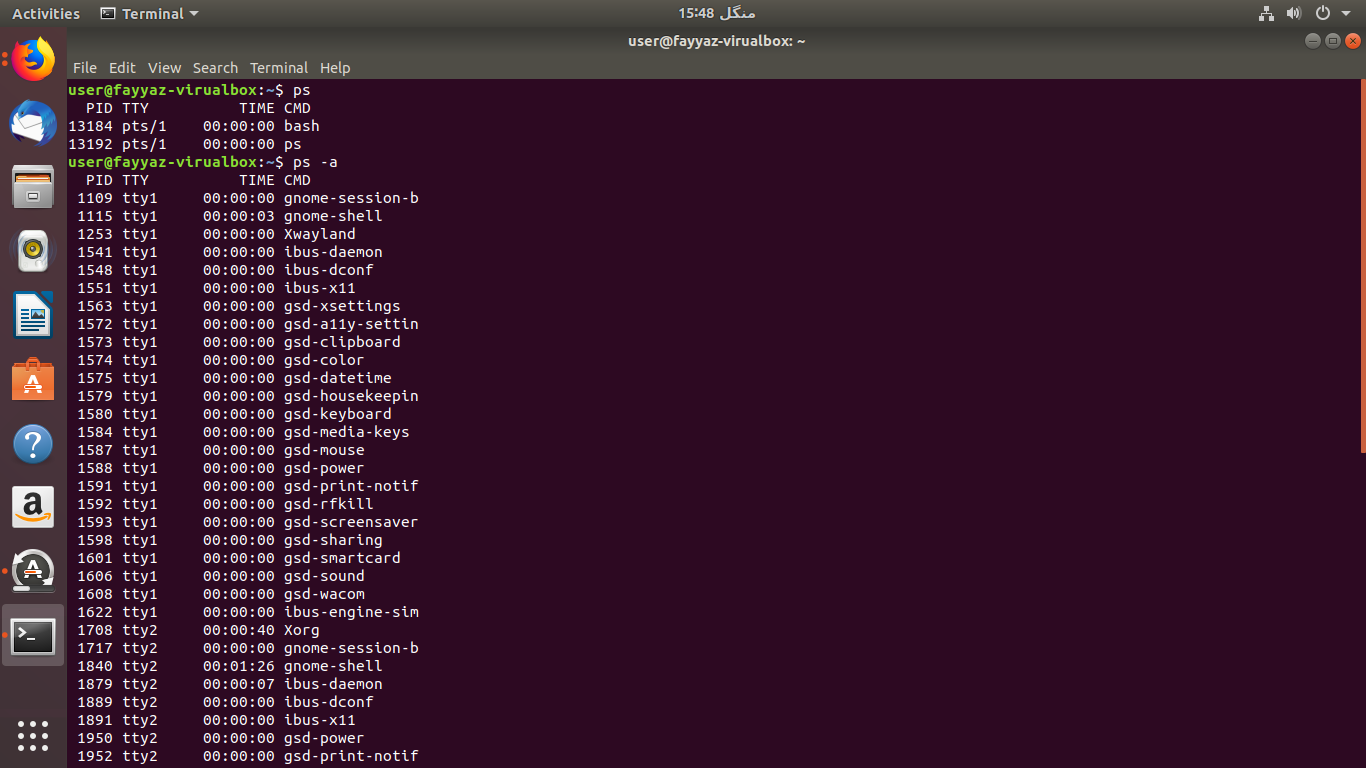 Activities Terminal منگل 15:48
user@fayyaz-virualbox: ~
File Edit View Search Terminal Help
user@fayyaz-virualbox:~$ ps
  PID TTY          TIME CMD
13184 pts/1    00:00:00 bash
13192 pts/1    00:00:00 ps
user@fayyaz-virualbox:~$ ps -a
  PID TTY          TIME CMD
 1109 tty1     00:00:00 gnome-session-b
 1115 tty1     00:00:03 gnome-shell
 1253 tty1     00:00:00 Xwayland
 1541 tty1     00:00:00 ibus-daemon
 1548 tty1     00:00:00 ibus-dconf
 1551 tty1     00:00:00 ibus-x11
 1563 tty1     00:00:00 gsd-xsettings
 1572 tty1     00:00:00 gsd-a11y-settin
 1573 tty1     00:00:00 gsd-clipboard
 1574 tty1     00:00:00 gsd-color
 1575 tty1     00:00:00 gsd-datetime
 1579 tty1     00:00:00 gsd-housekeepin
 1580 tty1     00:00:00 gsd-keyboard
 1584 tty1     00:00:00 gsd-media-keys
 1587 tty1     00:00:00 gsd-mouse
 1588 tty1     00:00:00 gsd-power
 1591 tty1     00:00:00 gsd-print-notif
 1592 tty1     00:00:00 gsd-rfkill
 1593 tty1     00:00:00 gsd-screensaver
 1598 tty1     00:00:00 gsd-sharing
 1601 tty1     00:00:00 gsd-smartcard
 1606 tty1     00:00:00 gsd-sound
 1608 tty1     00:00:00 gsd-wacom
 1622 tty1     00:00:00 ibus-engine-sim
 1708 tty2     00:00:40 Xorg
 1717 tty2     00:00:00 gnome-session-b
 1840 tty2     00:01:26 gnome-shell
 1879 tty2     00:00:07 ibus-daemon
 1889 tty2     00:00:00 ibus-dconf
 1891 tty2     00:00:00 ibus-x11
 1950 tty2     00:00:00 gsd-power
 1952 tty2     00:00:00 gsd-print-notif